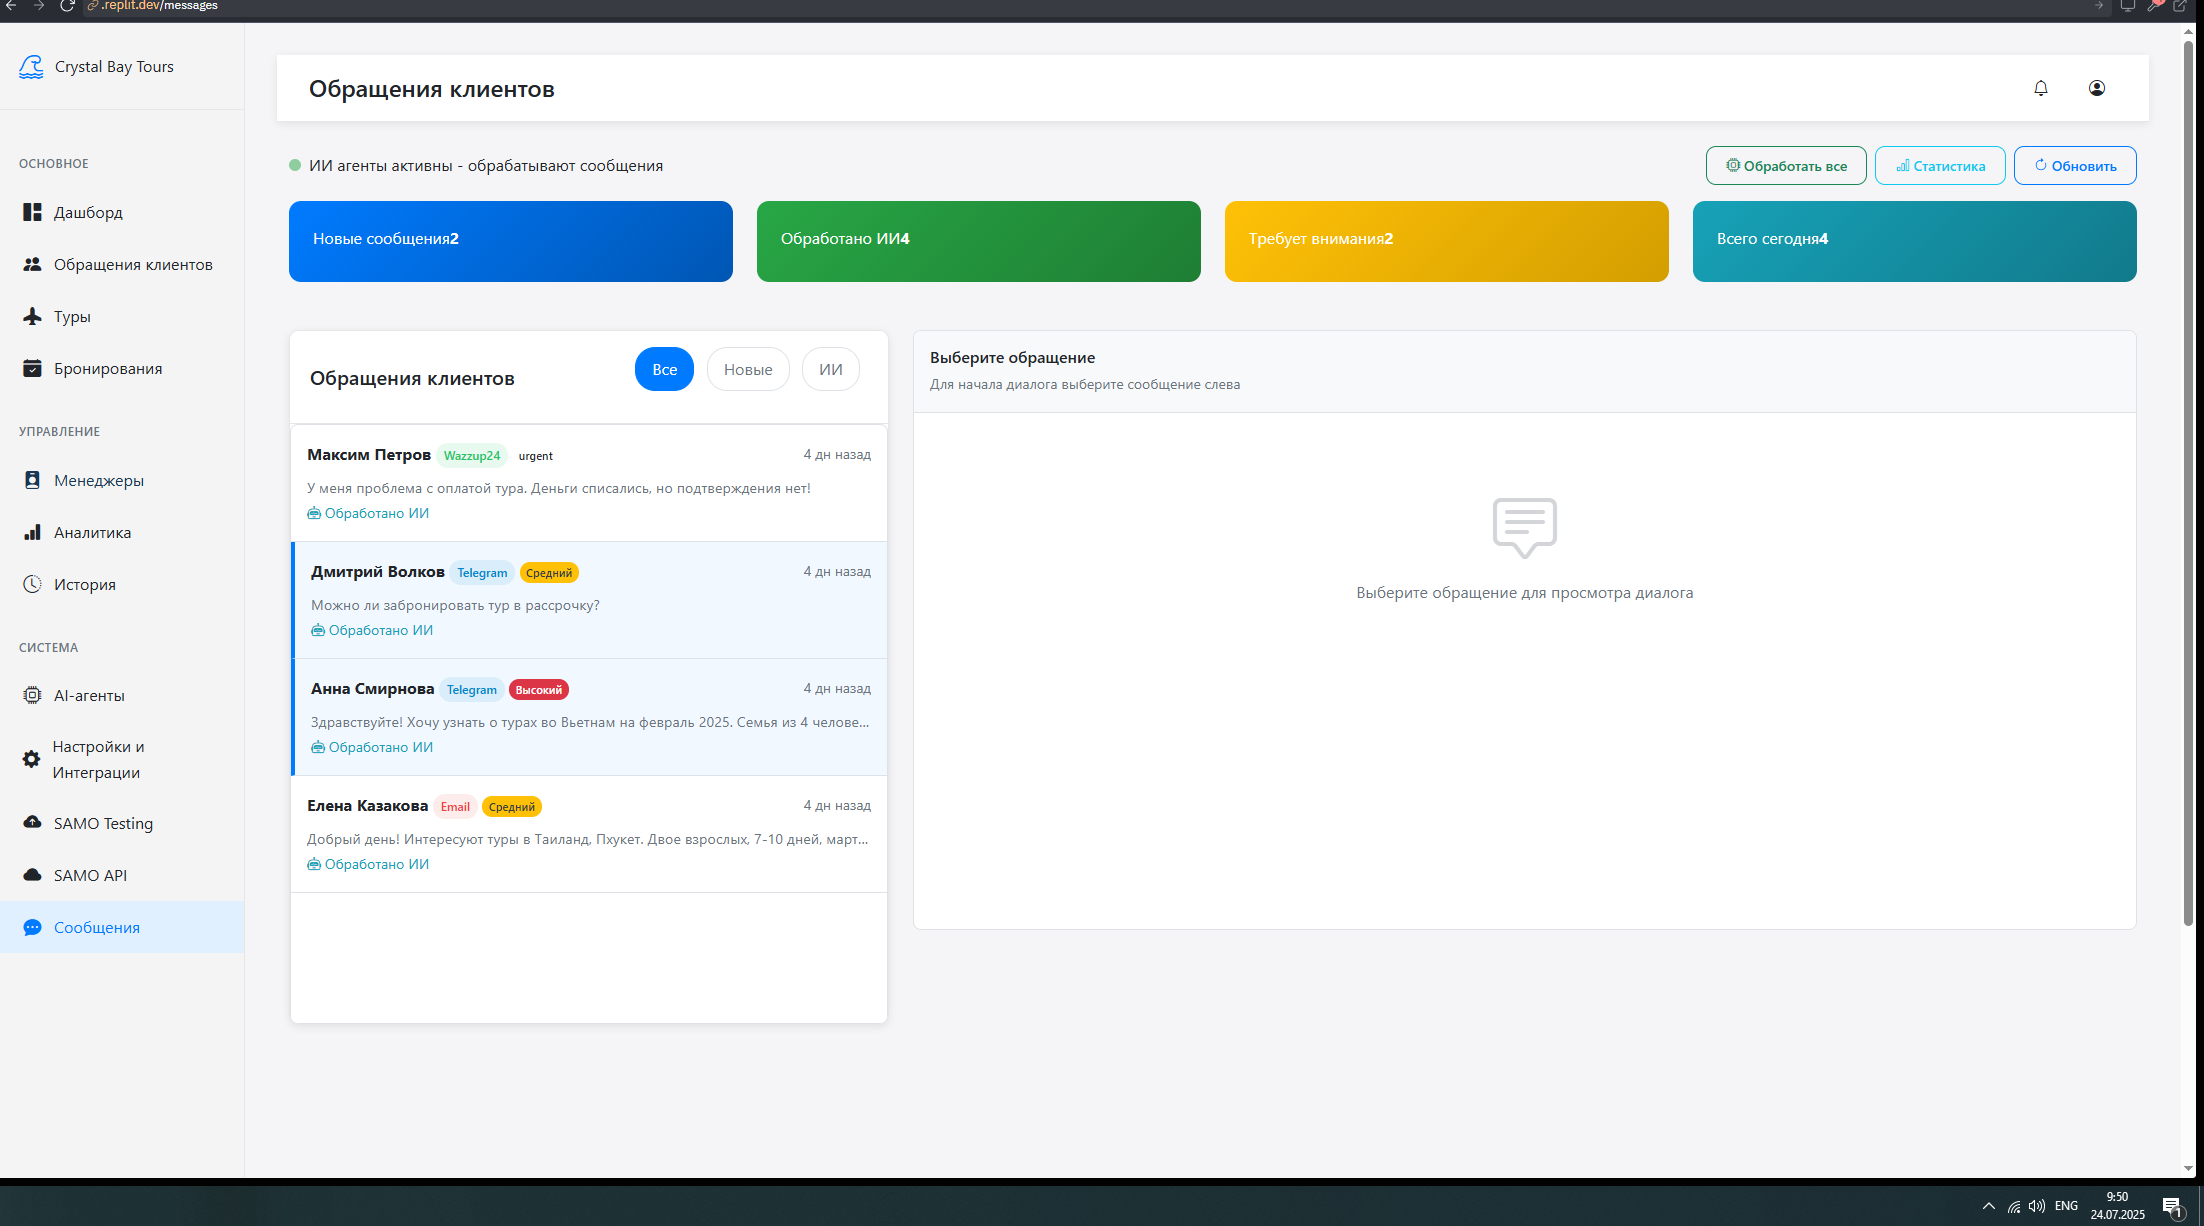 .replit.dev/messages
Crystal Bay Tours
ОСНОВНОЕ
Дашборд
Обращения клиентов
Туры
Бронирования
УПРАВЛЕНИЕ
Менеджеры
Аналитика
История
СИСТЕМА
AI-агенты
Настройки и
Интеграции
SAMO Testing
SAMO API
Сообщения
Обращения клиентов
ИИ агенты активны - обрабатывают сообщения
Обработать все
Статистика
Обновить
Новые сообщения2
Обработано ИИ4
Требует внимания2
Всего сегодня4
Обращения клиентов
Все
Новые
ИИ
Максим Петров Wazzup24 urgent 4 дн назад
У меня проблема с оплатой тура. Деньги списались, но подтверждения нет!
Обработано ИИ
Дмитрий Волков Telegram Средний 4 дн назад
Можно ли забронировать тур в рассрочку?
Обработано ИИ
Анна Смирнова Telegram Высокий 4 дн назад
Здравствуйте! Хочу узнать о турах во Вьетнам на февраль 2025. Семья из 4 челове...
Обработано ИИ
Елена Казакова Email Средний 4 дн назад
Добрый день! Интересуют туры в Таиланд, Пхукет. Двое взрослых, 7-10 дней, март...
Обработано ИИ
Выберите обращение
Для начала диалога выберите сообщение слева
Выберите обращение для просмотра диалога
ENG
9:50
24.07.2025
1